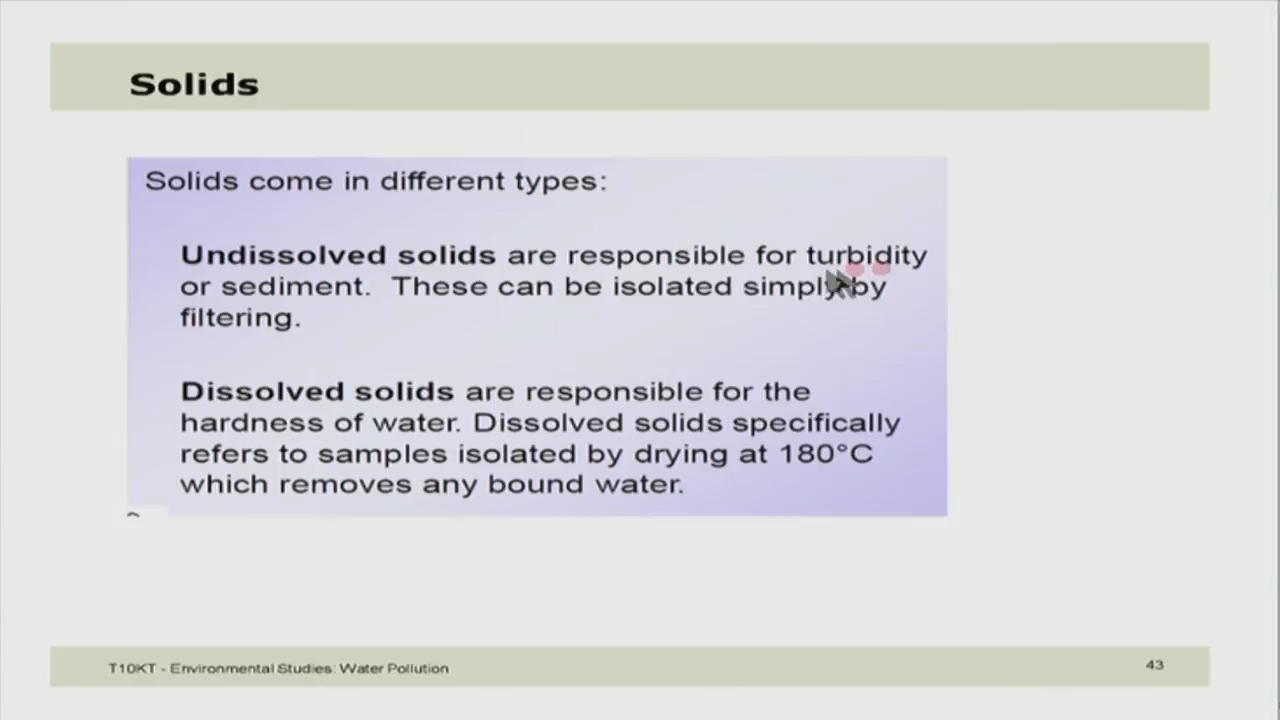 Solids
Solids come in different types:
Undissolved solids are responsible for turbidity
or sediment.  These can be isolated simply by
filtering.
Dissolved solids are responsible for the
hardness of water. Dissolved solids specifically
refers to samples isolated by drying at 180°C
which removes any bound water.
T10KT - Environmental Studies: Water Pollution
43